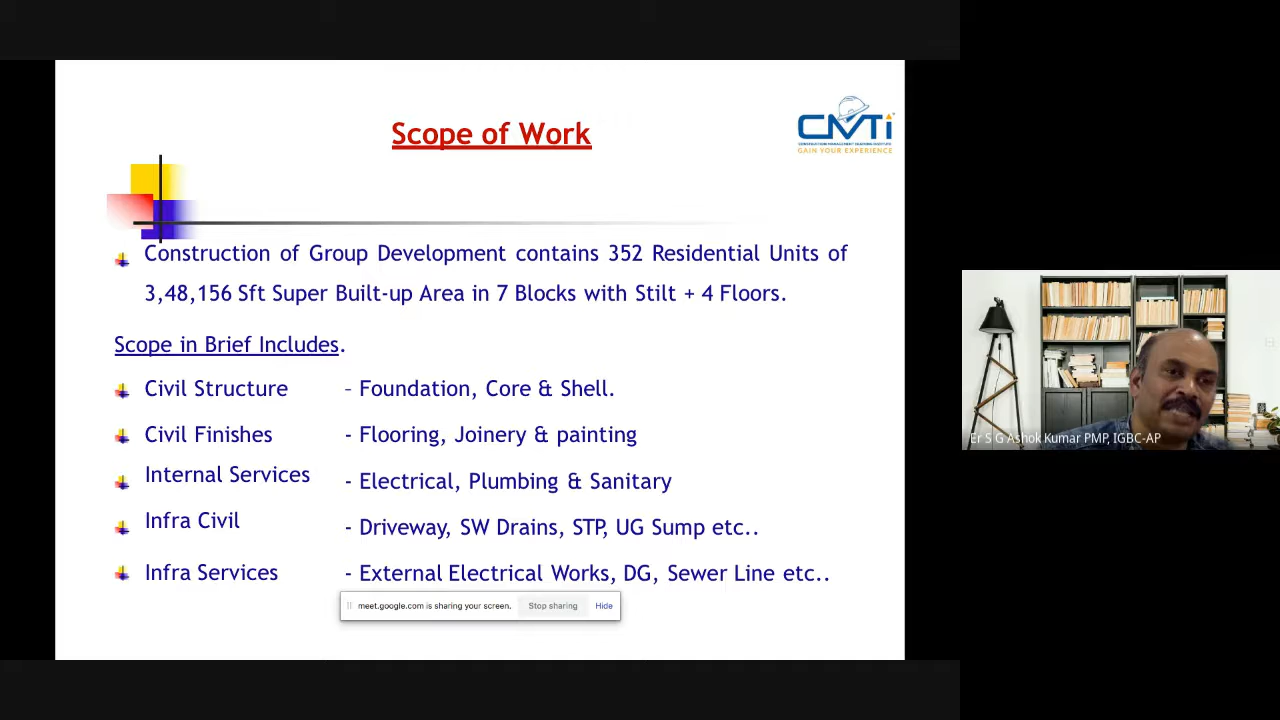 Scope of Work
CMTi
CONSTRUCTION MANAGEMENT TRAINING INSTITUTE
GAIN YOUR EXPERIENCE
Construction of Group Development contains 352 Residential Units of
3,48,156 Sft Super Built-up Area in 7 Blocks with Stilt + 4 Floors.
Scope in Brief Includes.
Civil Structure – Foundation, Core & Shell.
Civil Finishes - Flooring, Joinery & painting
Internal Services - Electrical, Plumbing & Sanitary
Infra Civil - Driveway, SW Drains, STP, UG Sump etc..
Infra Services - External Electrical Works, DG, Sewer Line etc..
meet.google.com is sharing your screen. Stop sharing Hide
Er S G Ashok Kumar PMP, IGBC-AP